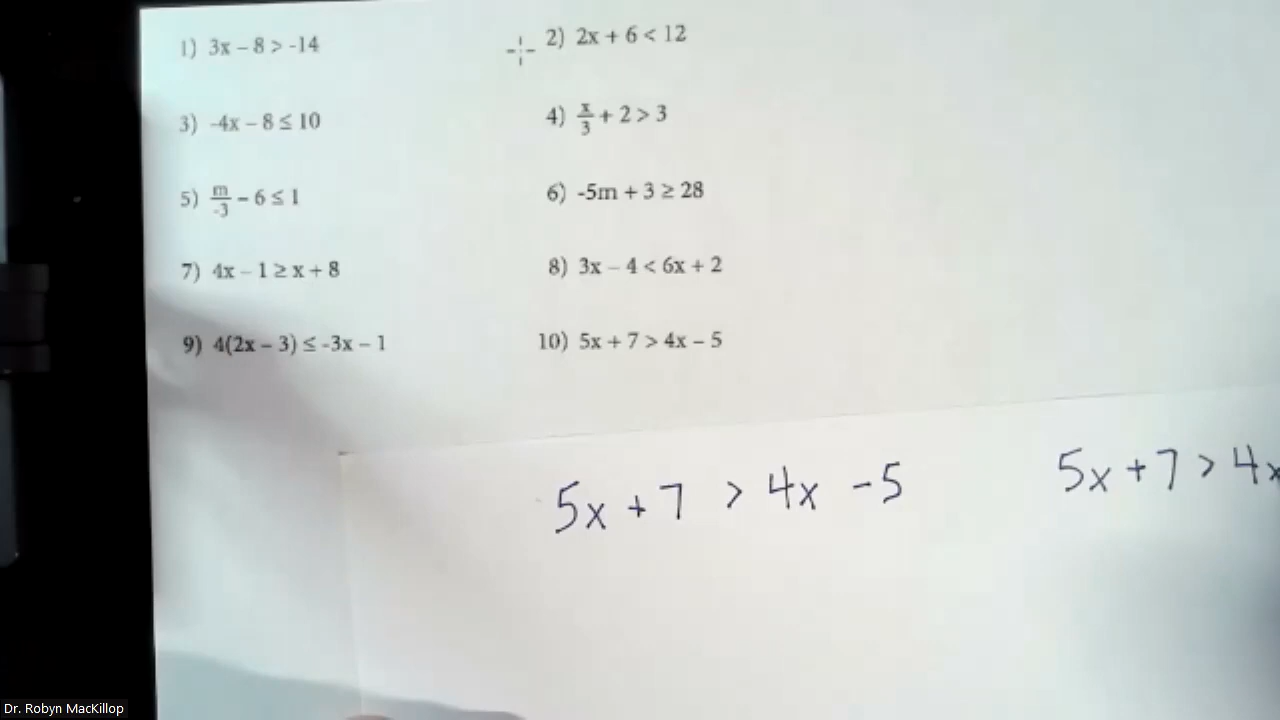 1) 3x – 8 > -14
2) 2x + 6 < 12
3) -4x – 8 ≤ 10
4) x/3 + 2 > 3
5) m/-3 – 6 ≤ 1
6) -5m + 3 ≥ 28
7) 4x – 1 ≥ x + 8
8) 3x – 4 < 6x + 2
9) 4(2x – 3) ≤ -3x – 1
10) 5x + 7 > 4x – 5
5x + 7 > 4x - 5
5x + 7 > 4x
Dr. Robyn MacKillop